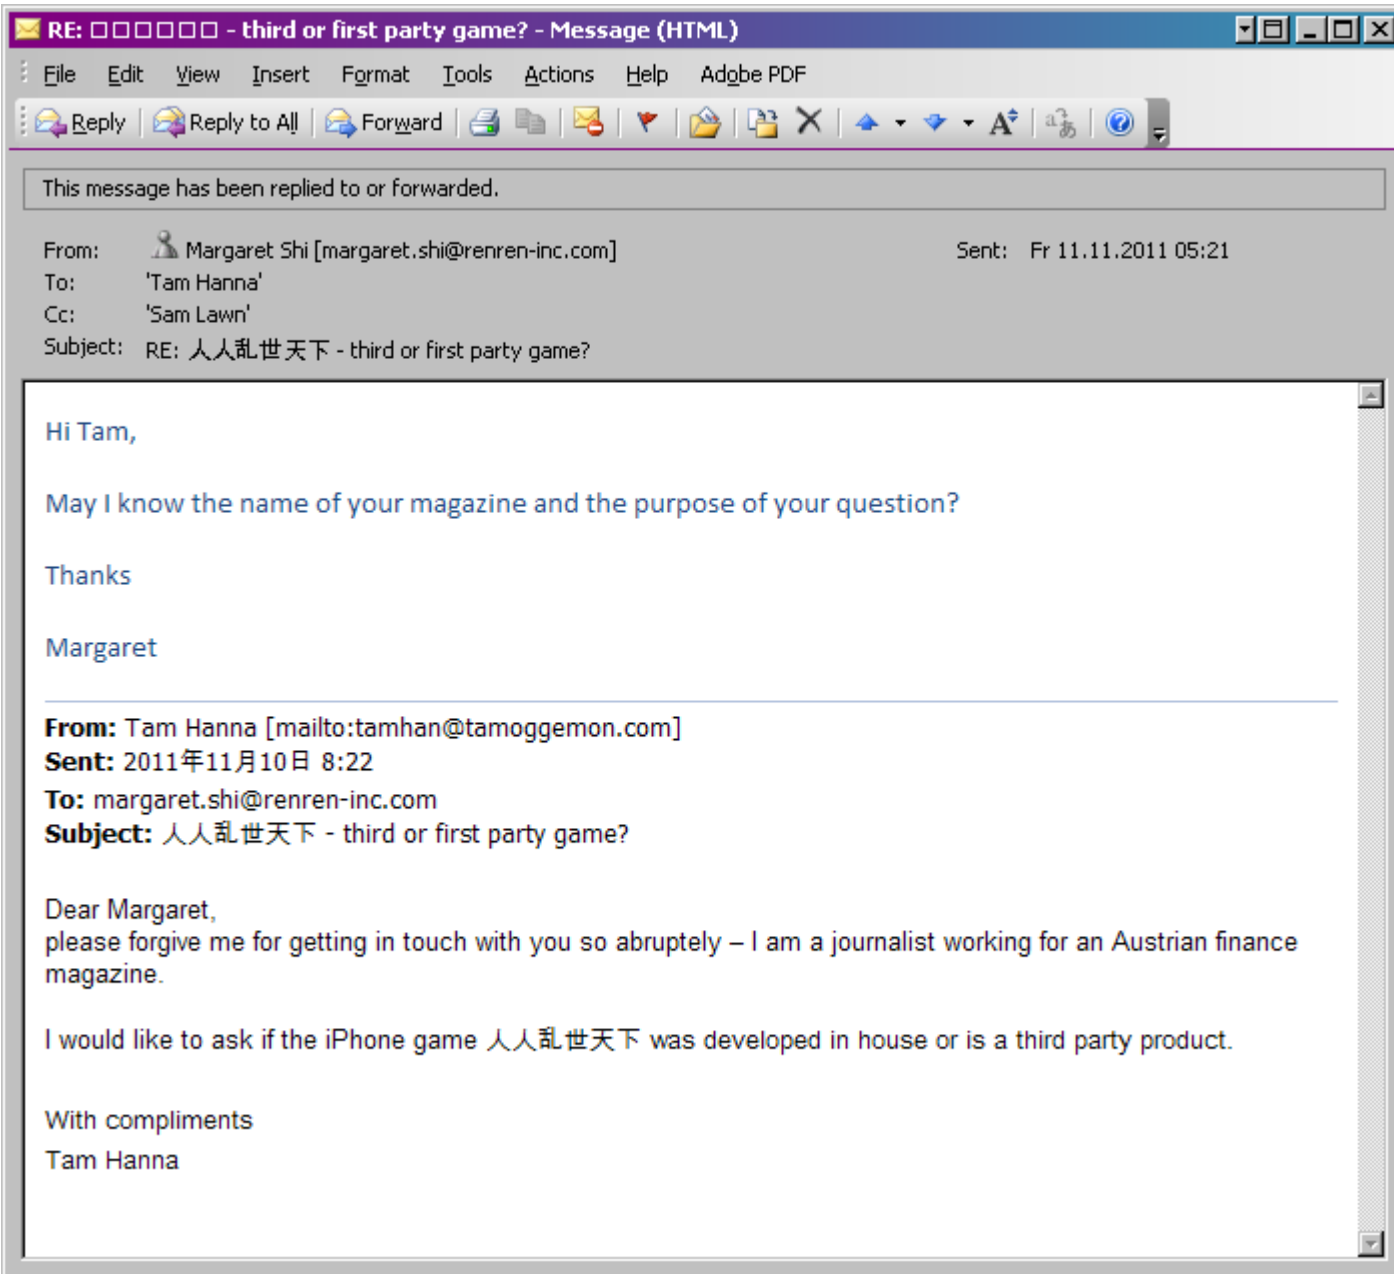 RE: □□□□□□ - third or first party game? - Message (HTML)
File Edit View Insert Format Tools Actions Help Adobe PDF
Reply Reply to All Forward
This message has been replied to or forwarded.
From: Margaret Shi [margaret.shi@renren-inc.com] Sent: Fr 11.11.2011 05:21
To: 'Tam Hanna'
Cc: 'Sam Lawn'
Subject: RE: 人人乱世天下 - third or first party game?
Hi Tam,
May I know the name of your magazine and the purpose of your question?
Thanks
Margaret
From: Tam Hanna [mailto:tamhan@tamoggemon.com]
Sent: 2011年11月10日 8:22
To: margaret.shi@renren-inc.com
Subject: 人人乱世天下 - third or first party game?
Dear Margaret,
please forgive me for getting in touch with you so abruptely – I am a journalist working for an Austrian finance
magazine.
I would like to ask if the iPhone game 人人乱世天下 was developed in house or is a third party product.
With compliments
Tam Hanna